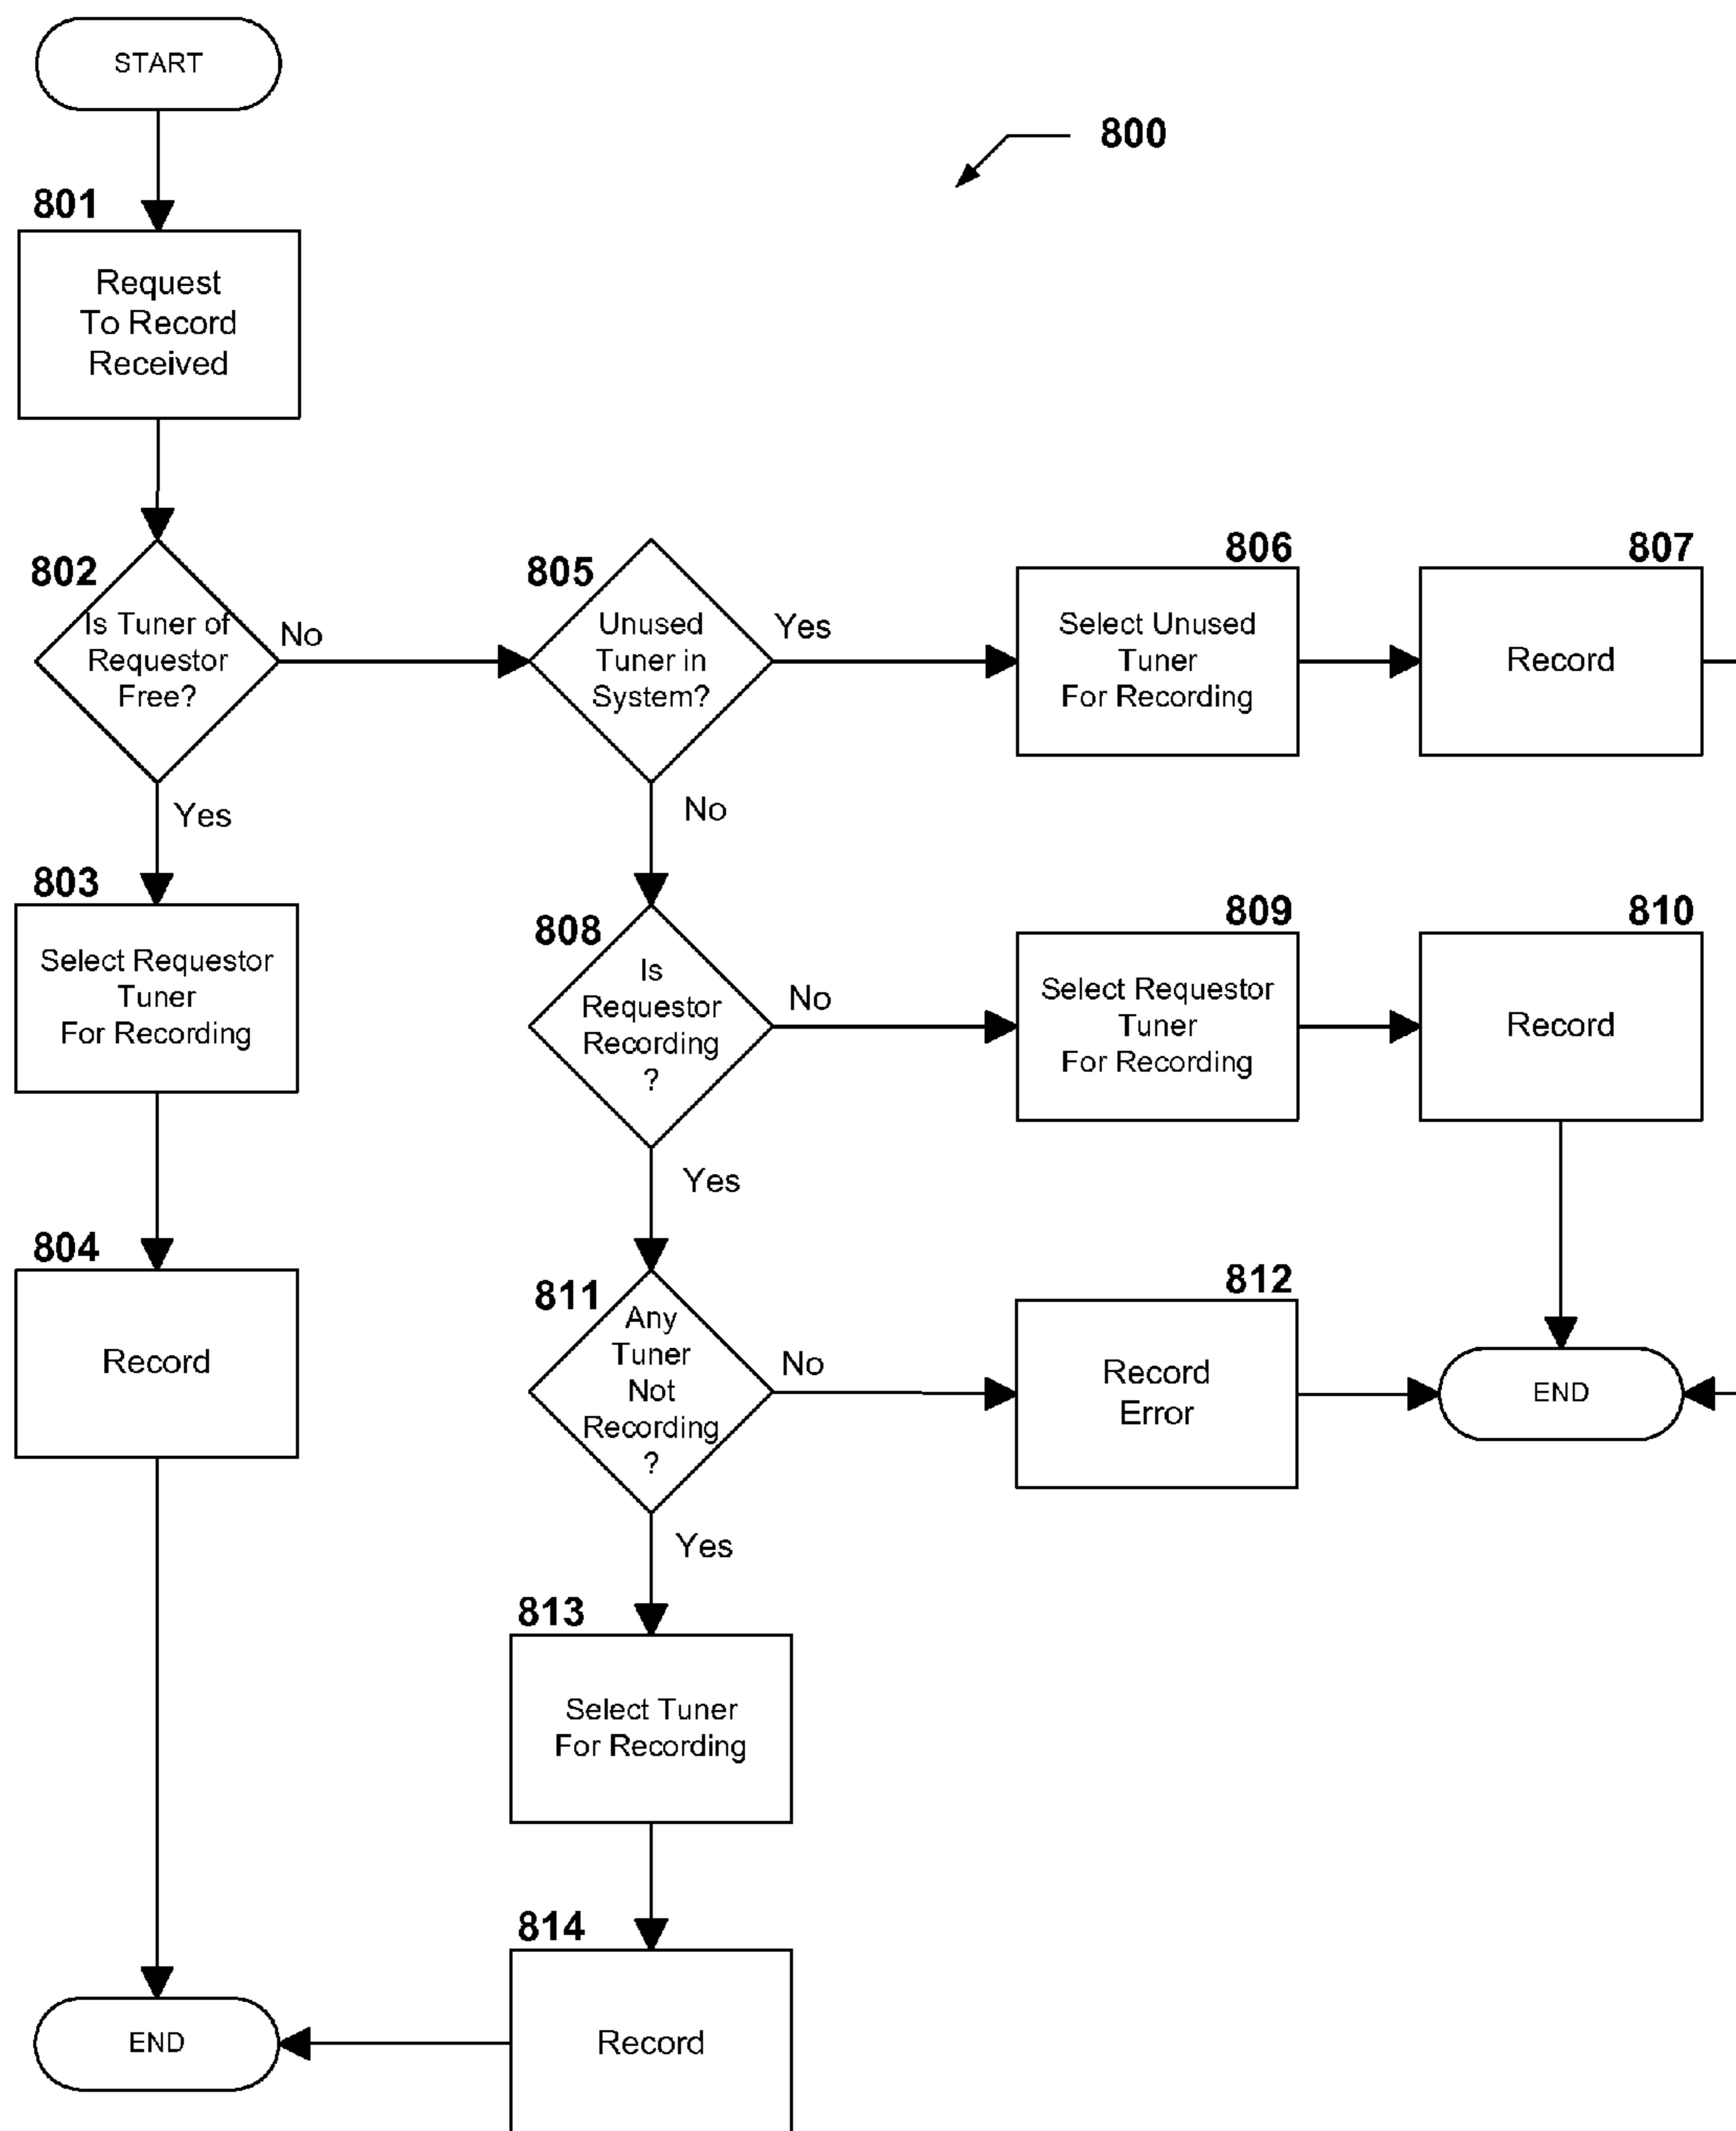 START
800
801
Request
To Record
Received
802
Is Tuner of
Requestor
Free?
No
Yes
803
Select Requestor
Tuner
For Recording
804
Record
END
805
Unused
Tuner in
System?
Yes
No
806
Select Unused
Tuner
For Recording
807
Record
808
Is
Requestor
Recording
?
No
Yes
809
Select Requestor
Tuner
For Recording
810
Record
811
Any
Tuner
Not
Recording
?
No
Yes
812
Record
Error
END
813
Select Tuner
For Recording
814
Record